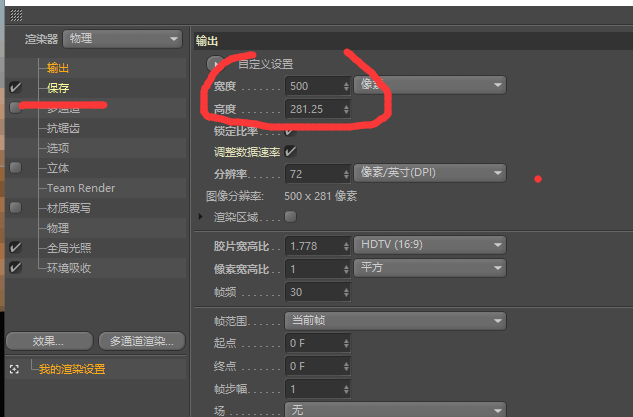 渲染器 物理
输出
保存
多通道
抗锯齿
选项
立体
Team Render
材质覆写
物理
全局光照
环境吸收
效果... 多通道渲染...
我的渲染设置
输出
自定义设置
宽度 ....... 500 像素
高度 ....... 281.25
锁定比率 ....
调整数据速率
分辨率 ..... 72 像素/英寸(DPI)
图像分辨率: 500 x 281 像素
渲染区域 ....
胶片宽高比 .. 1.778 HDTV (16:9)
像素宽高比 .. 1 平方
帧频 ....... 30
帧范围 ..... 当前帧
起点 ....... 0 F
终点 ....... 0 F
帧步幅 ..... 1
场 ......... 无